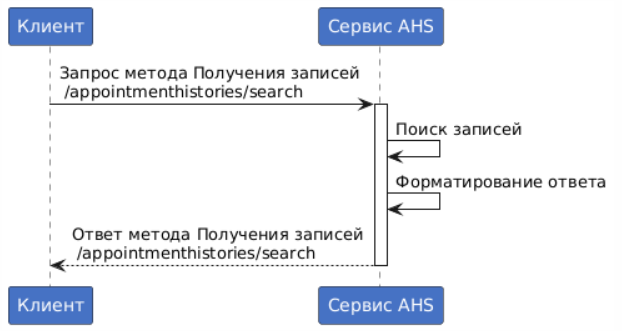 Клиент
Сервис AHS
Запрос метода Получения записей
/appointmenthistories/search
Поиск записей
Форматирование ответа
Ответ метода Получения записей
/appointmenthistories/search
Клиент
Сервис AHS